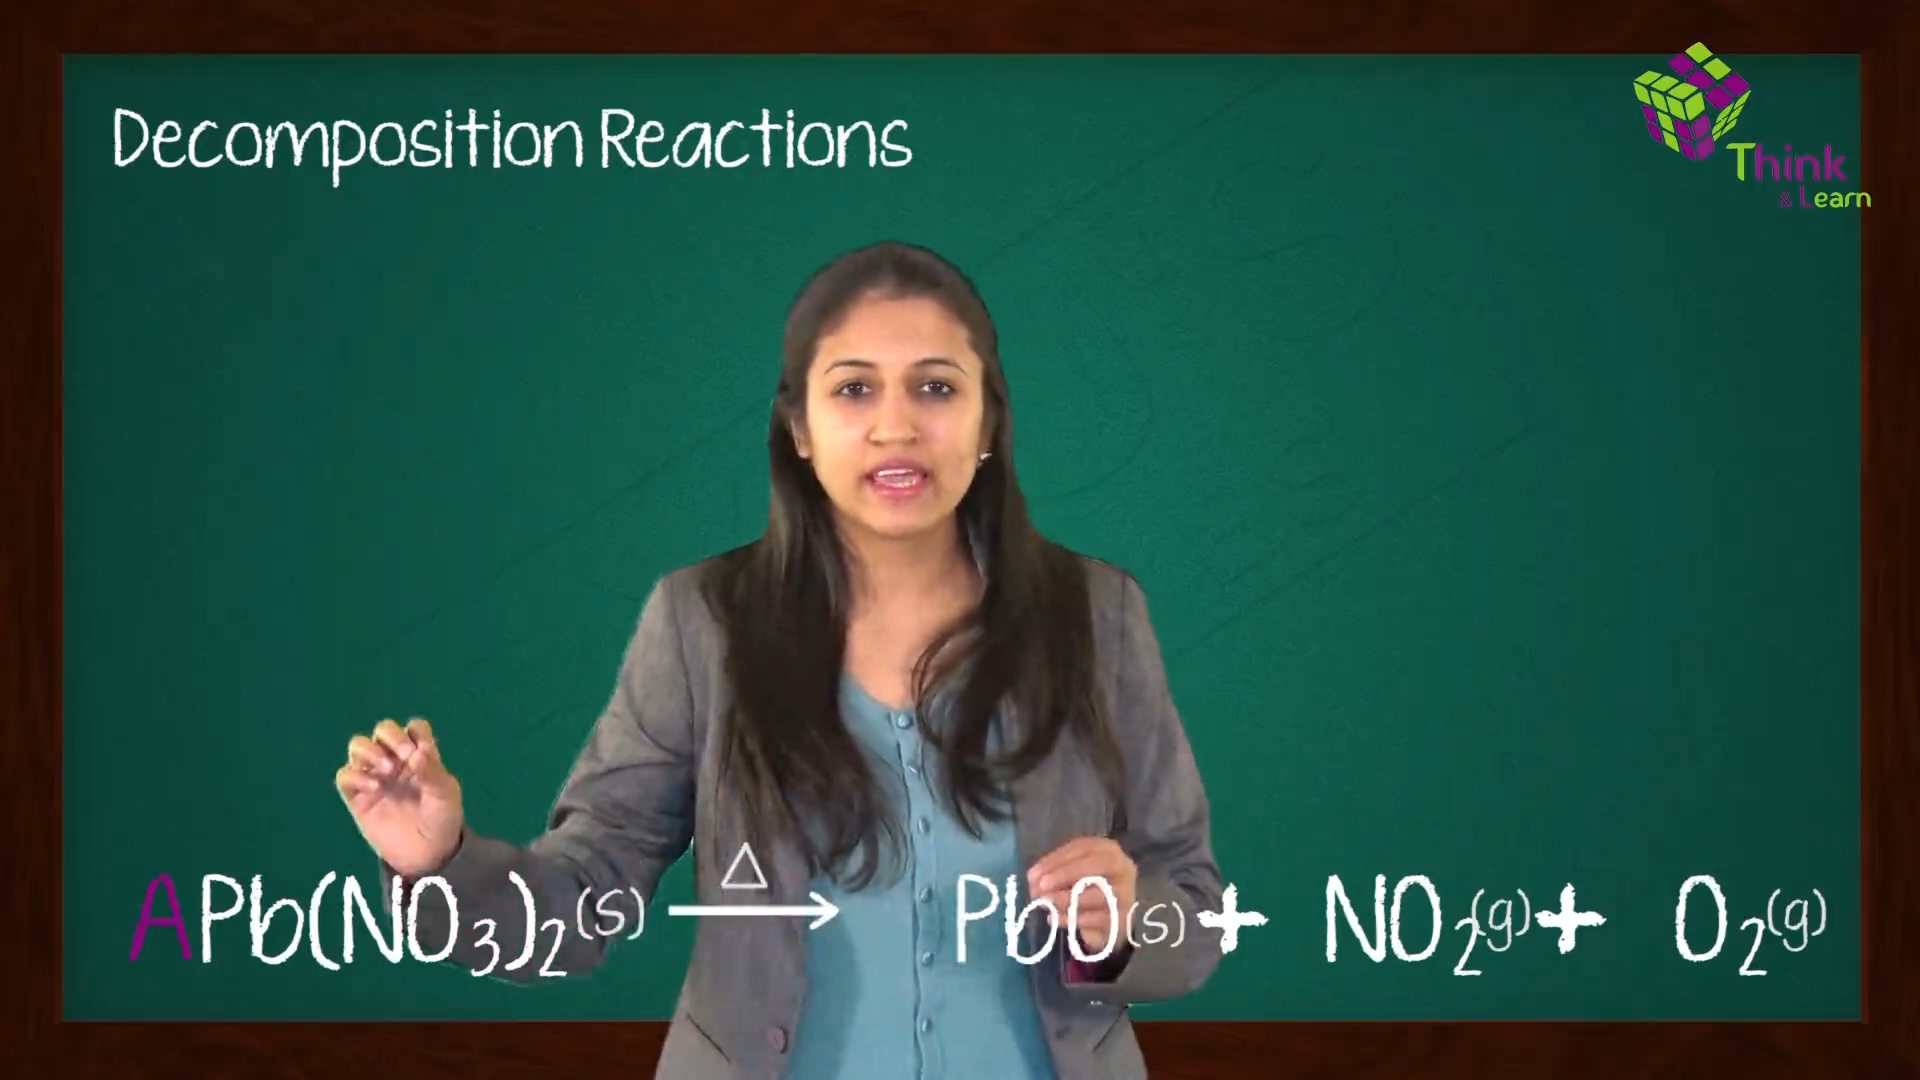 Decomposition Reactions
Think
& Learn
APb(NO₃)₂(s) △→ PbO(s) + NO₂(g) + O₂(g)